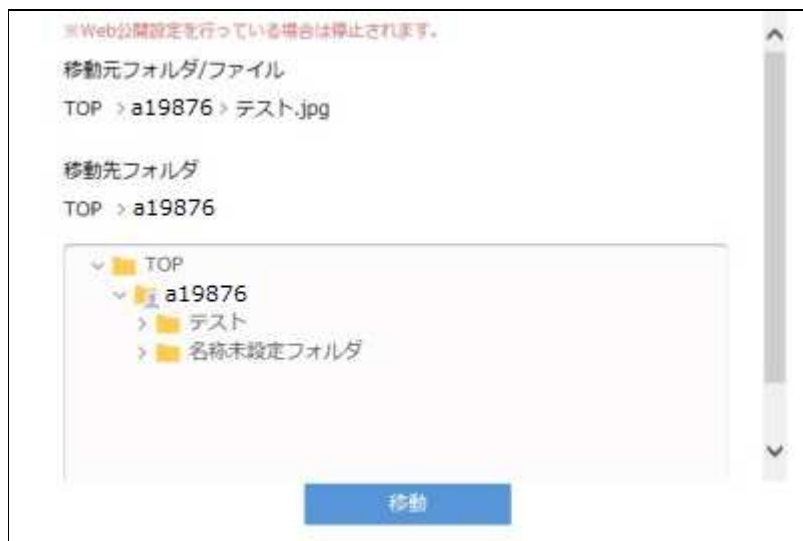 ※Web公開設定を行っている場合は停止されます。
移動元フォルダ/ファイル
TOP > a19876 > テスト.jpg
移動先フォルダ
TOP > a19876
TOP
a19876
テスト
名称未設定フォルダ
移動